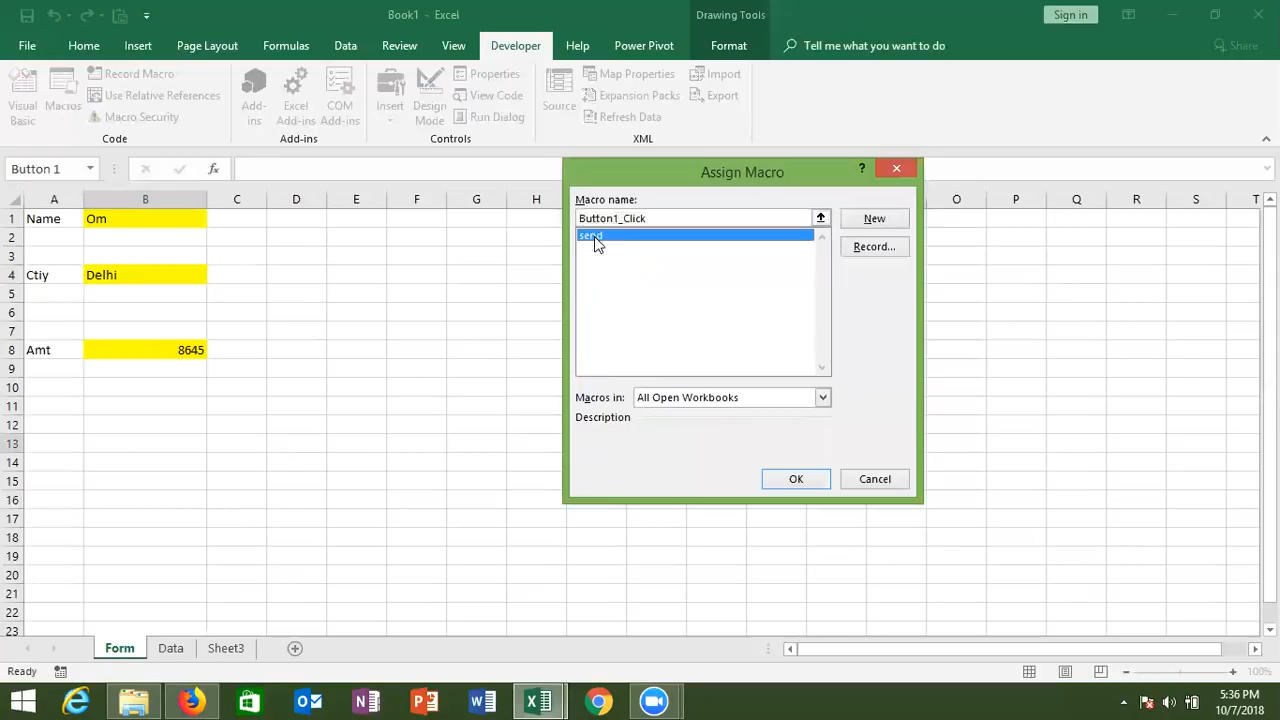 Book1 - Excel
Drawing Tools
Sign in
File
Home
Insert
Page Layout
Formulas
Data
Review
View
Developer
Help
Power Pivot
Format
Tell me what you want to do
Share
Visual Basic
Macros
Record Macro
Use Relative References
Macro Security
Code
Add-ins
Excel Add-ins
COM Add-ins
Add-ins
Insert
Design Mode
Properties
View Code
Run Dialog
Controls
Source
Map Properties
Expansion Packs
Refresh Data
Import
Export
XML
Button 1
fx
A B C D E F G H O P Q R S T
1 Name Om
2
3
4 Ctiy Delhi
5
6
7
8 Amt 8645
9
10
11
12
13
14
15
16
17
18
19
20
21
22
23
Assign Macro
?
Macro name:
Button1_Click
New
send
Record...
Macros in:
All Open Workbooks
Description
OK
Cancel
Form
Data
Sheet3
Ready
100%
5:36 PM
10/7/2018